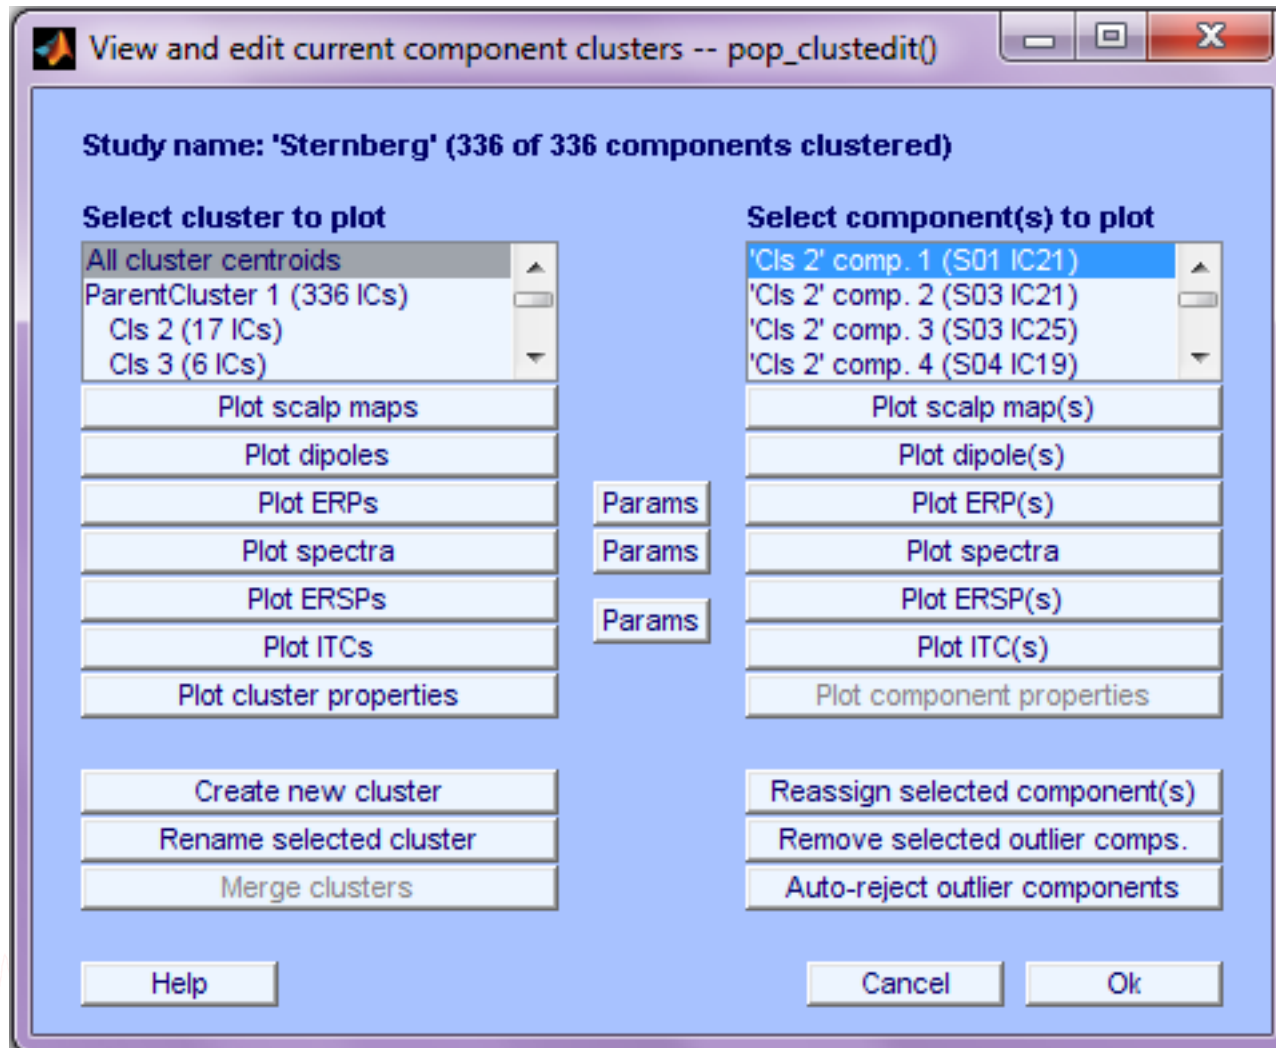 View and edit current component clusters -- pop_clustedit()
Study name: 'Sternberg' (336 of 336 components clustered)
Select cluster to plot
All cluster centroids
ParentCluster 1 (336 ICs)
Cls 2 (17 ICs)
Cls 3 (6 ICs)
Select component(s) to plot
'Cls 2' comp. 1 (S01 IC21)
'Cls 2' comp. 2 (S03 IC21)
'Cls 2' comp. 3 (S03 IC25)
'Cls 2' comp. 4 (S04 IC19)
Plot scalp maps
Plot scalp map(s)
Plot dipoles
Plot dipole(s)
Plot ERPs
Params
Plot ERP(s)
Plot spectra
Params
Plot spectra
Plot ERSPs
Params
Plot ERSP(s)
Plot ITCs
Plot ITC(s)
Plot cluster properties
Plot component properties
Create new cluster
Reassign selected component(s)
Rename selected cluster
Remove selected outlier comps.
Merge clusters
Auto-reject outlier components
Help
Cancel
Ok